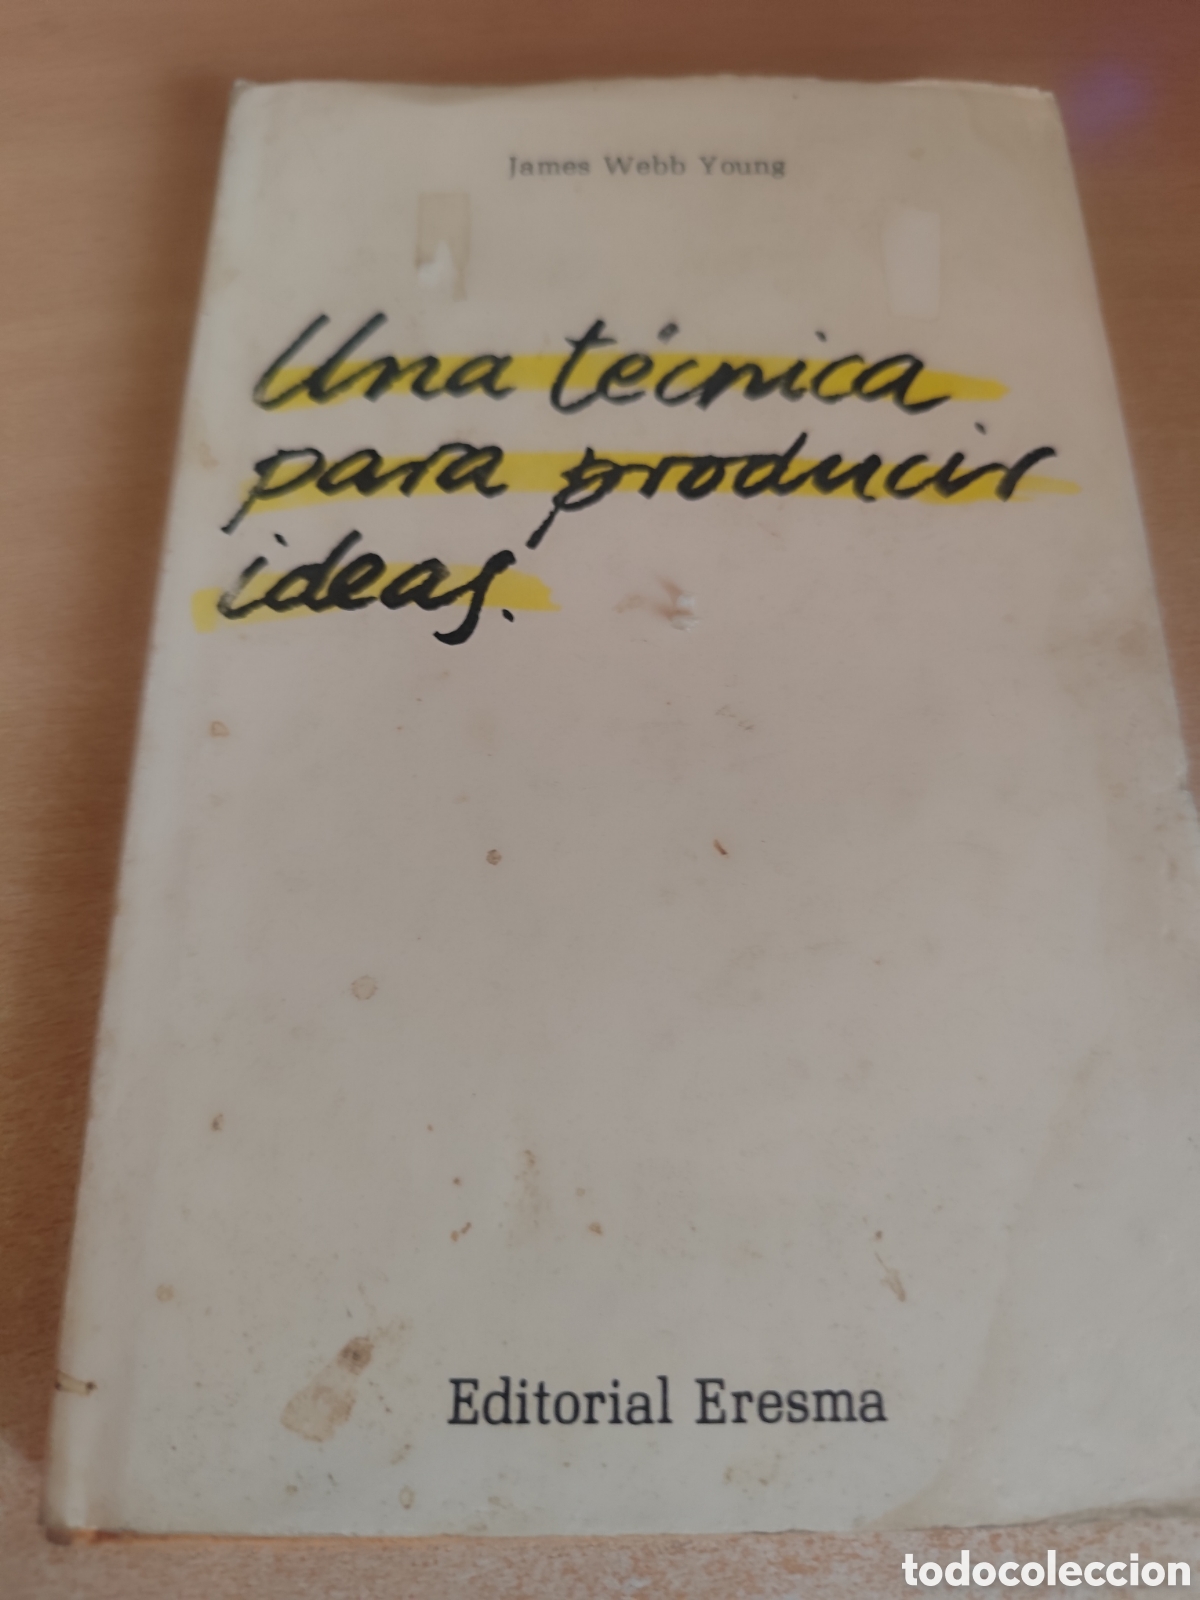 James Webb Young
Una técnica
para producir
ideas.
Editorial Eresma
todocoleccion